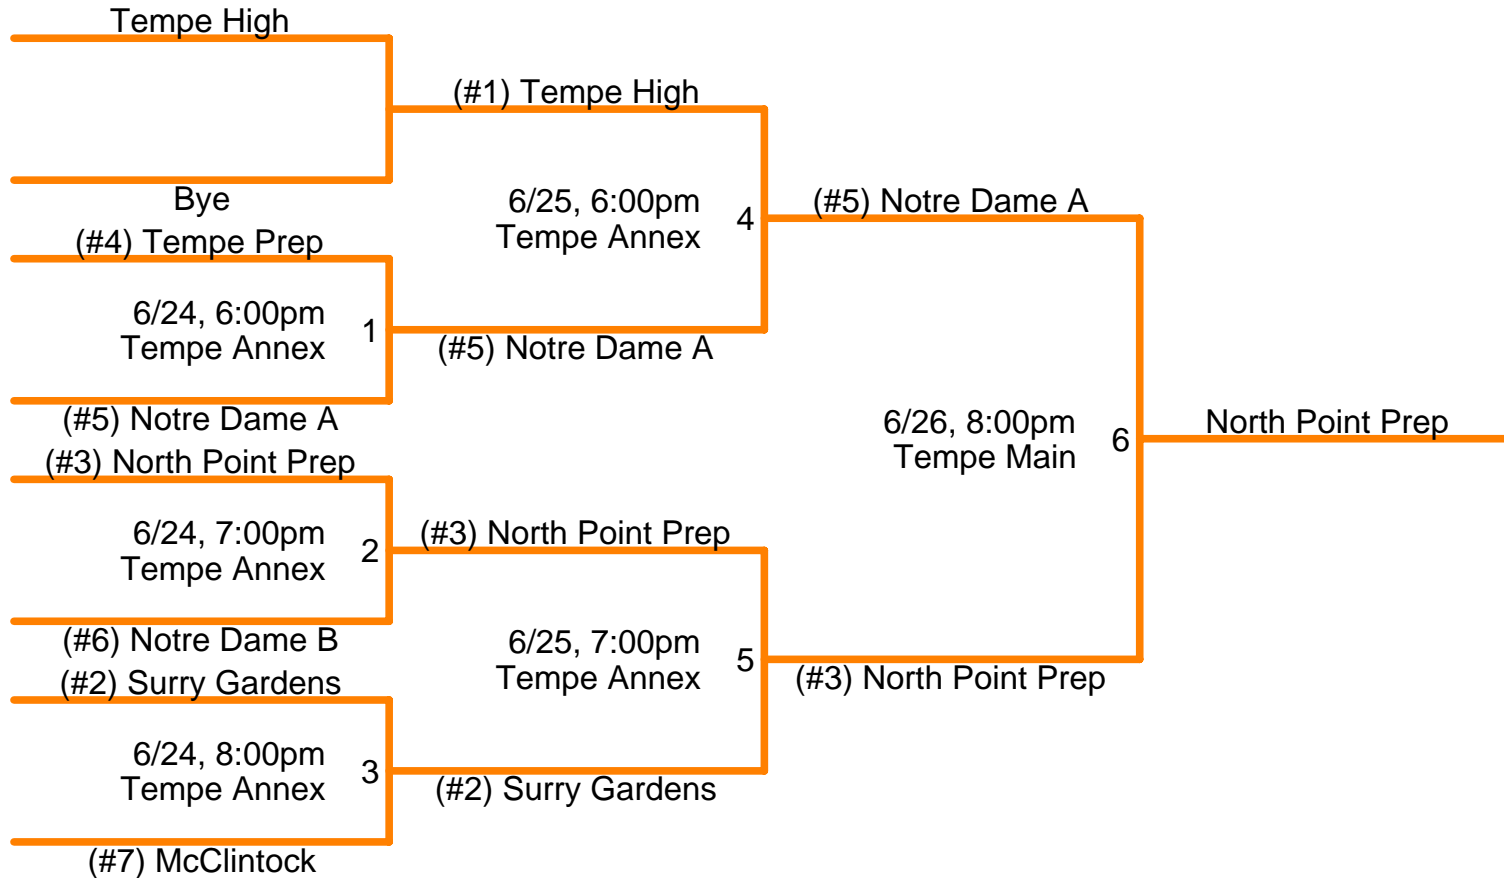 Tempe High
Bye
(#4) Tempe Prep
6/24, 6:00pm
Tempe Annex
1
(#5) Notre Dame A
(#3) North Point Prep
6/24, 7:00pm
Tempe Annex
2
(#6) Notre Dame B
(#2) Surry Gardens
6/24, 8:00pm
Tempe Annex
3
(#7) McClintock
(#1) Tempe High
6/25, 6:00pm
Tempe Annex
4
(#5) Notre Dame A
(#3) North Point Prep
6/25, 7:00pm
Tempe Annex
5
(#2) Surry Gardens
(#5) Notre Dame A
6/26, 8:00pm
Tempe Main
6
(#3) North Point Prep
North Point Prep